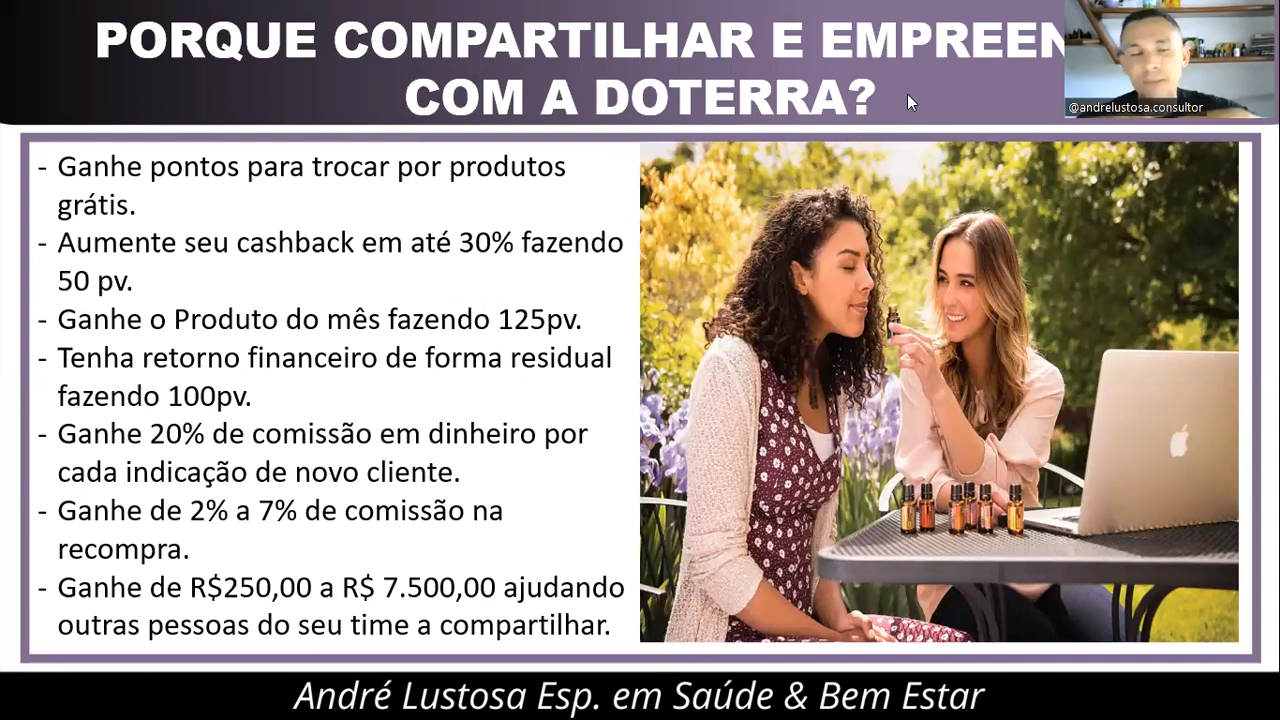 PORQUE COMPARTILHAR E EMPREEN
COM A DOTERRA?
@andrelustosa.consultor
- Ganhe pontos para trocar por produtos
grátis.
- Aumente seu cashback em até 30% fazendo
50 pv.
- Ganhe o Produto do mês fazendo 125pv.
- Tenha retorno financeiro de forma residual
fazendo 100pv.
- Ganhe 20% de comissão em dinheiro por
cada indicação de novo cliente.
- Ganhe de 2% a 7% de comissão na
recompra.
- Ganhe de R$250,00 a R$ 7.500,00 ajudando
outras pessoas do seu time a compartilhar.
André Lustosa Esp. em Saúde & Bem Estar